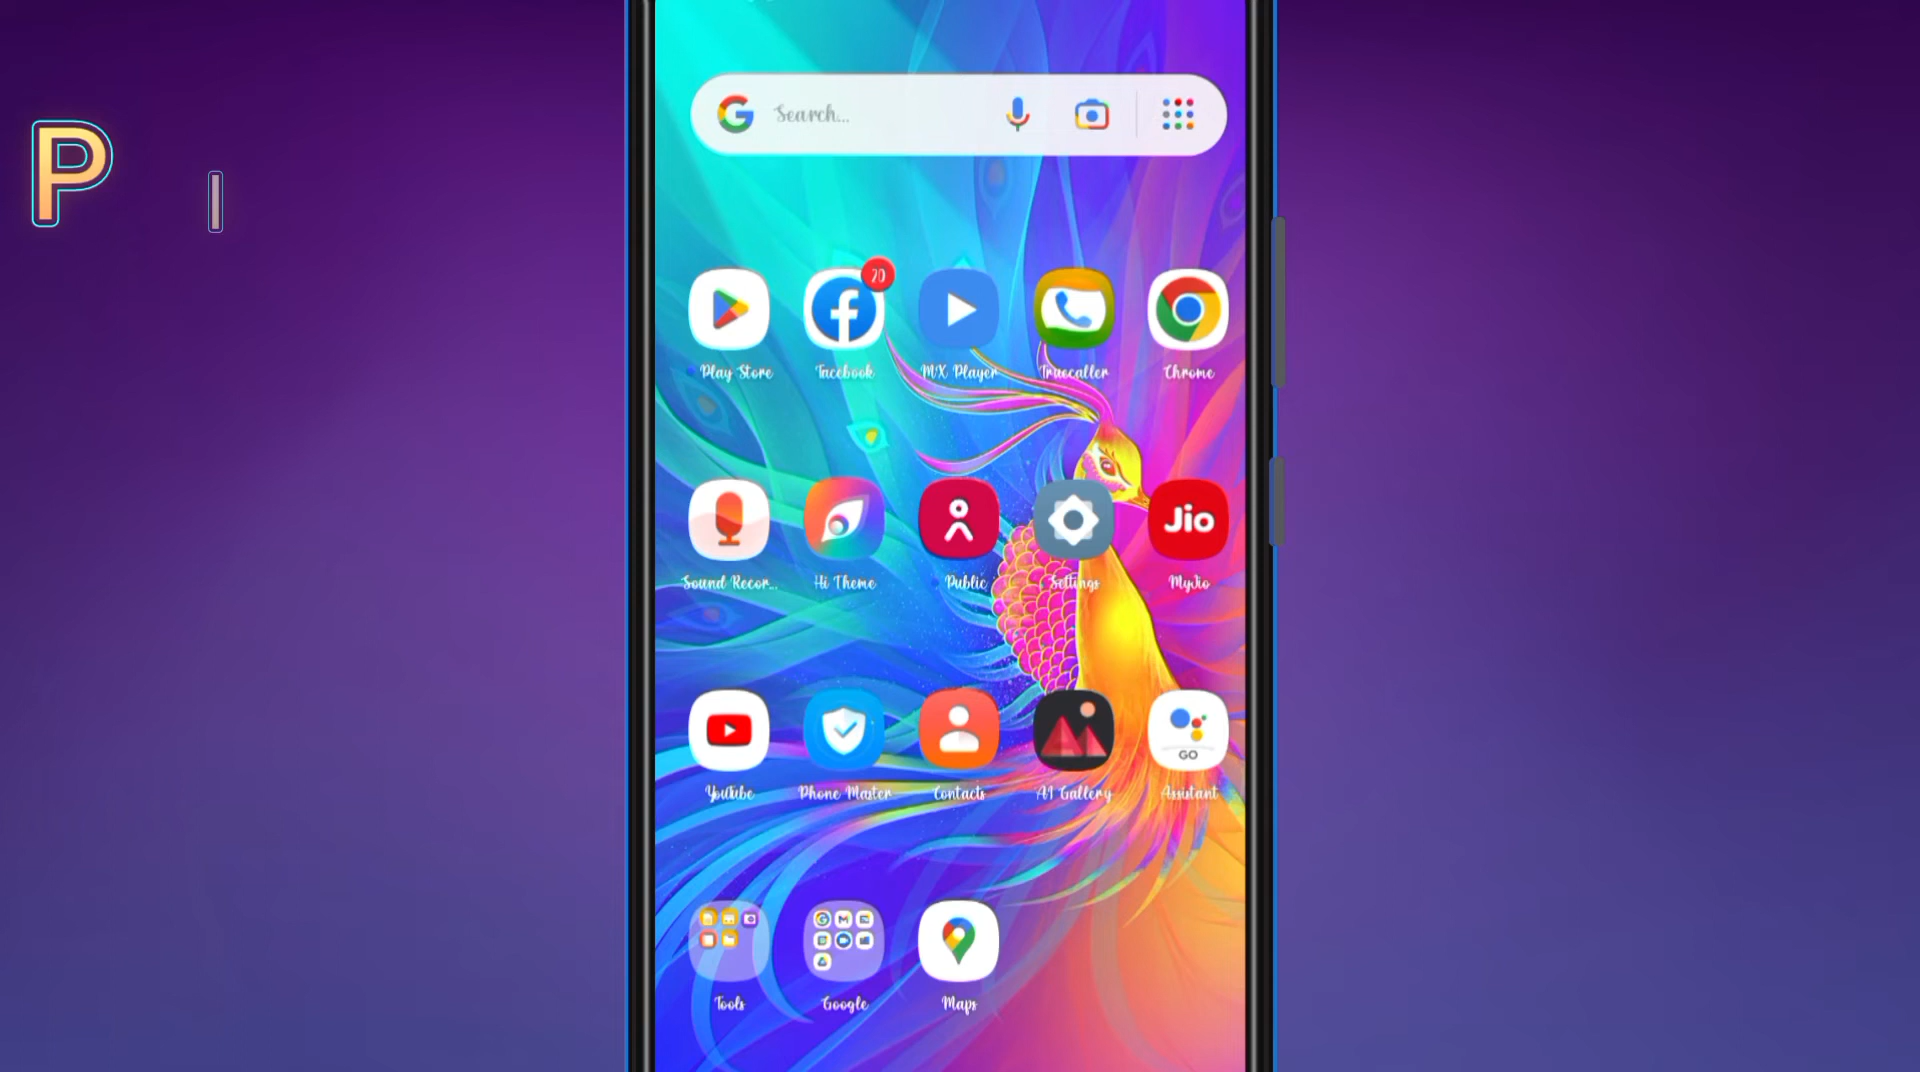 P I
Search...
20
Play Store Facebook MX Player Truecaller Chrome
Jio
Sound Recor... Hi Theme Public Settings MyJio
GO
YouTube Phone Master Contacts AI Gallery Assistant
Tools Google Maps